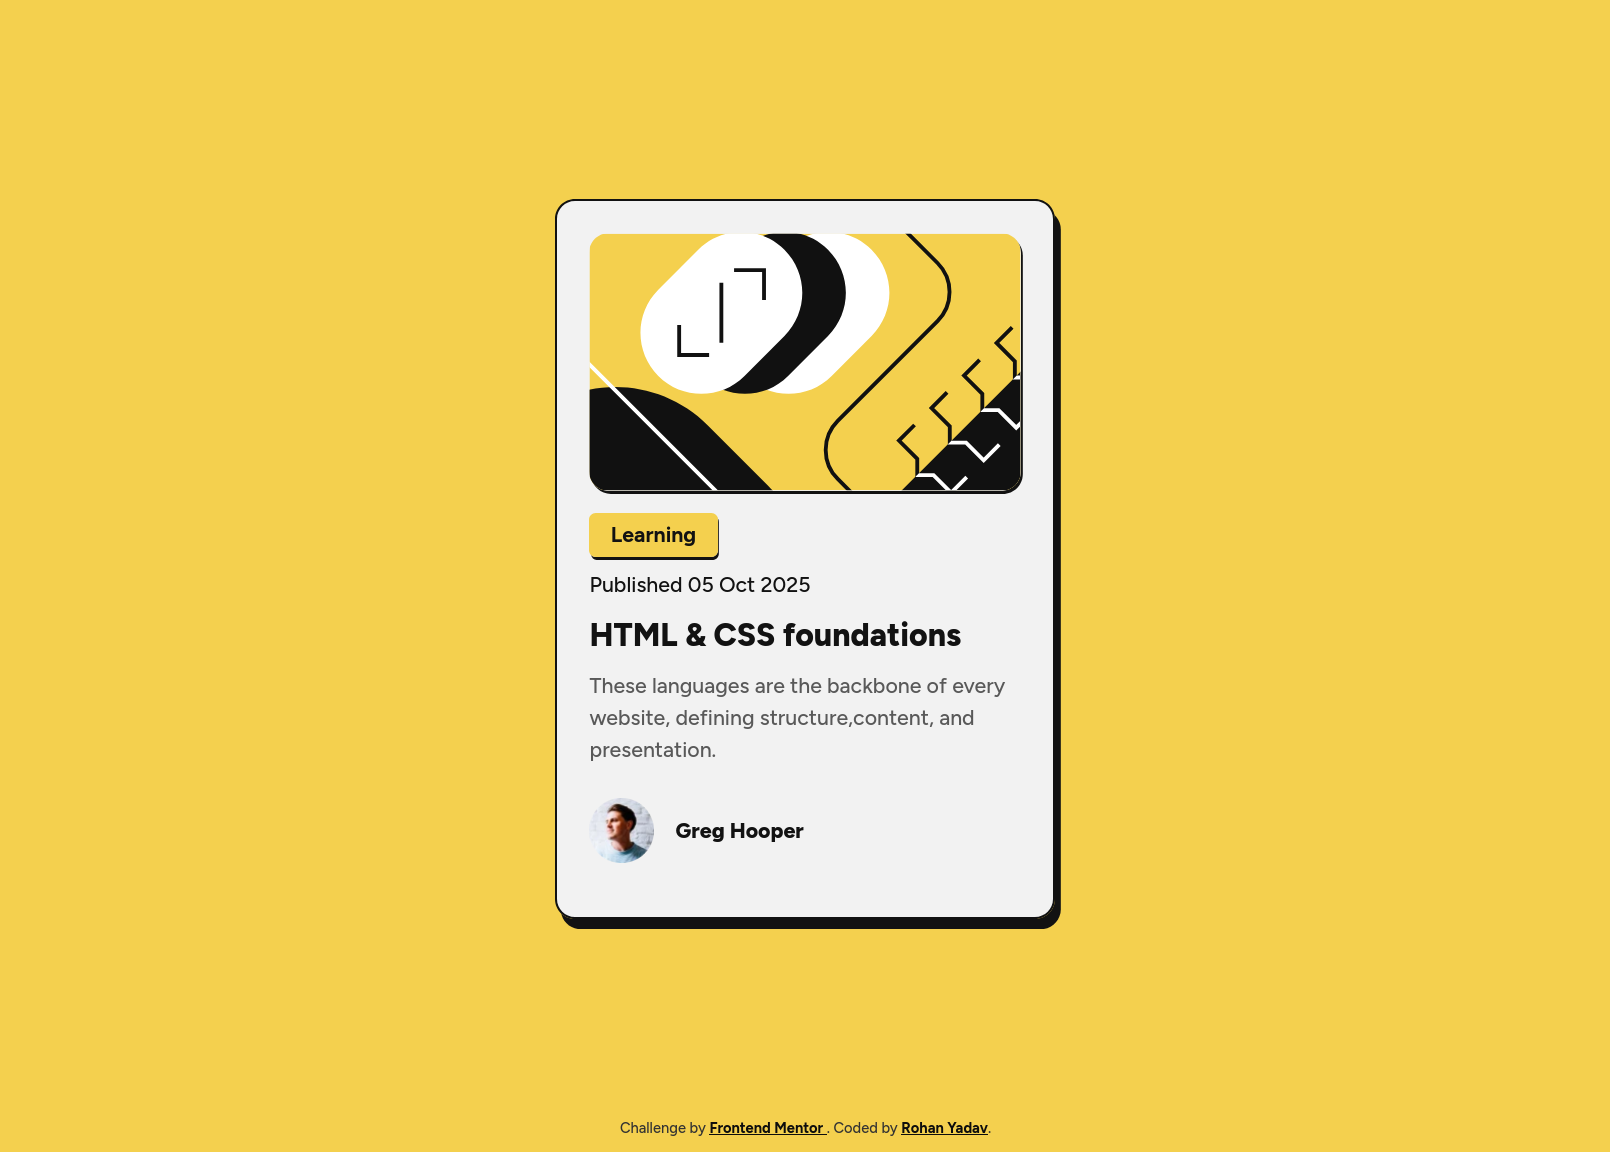 Learning
Published 05 Oct 2025
HTML & CSS foundations
These languages are the backbone of every
website, defining structure,content, and
presentation.
Greg Hooper
Challenge by Frontend Mentor . Coded by Rohan Yadav.